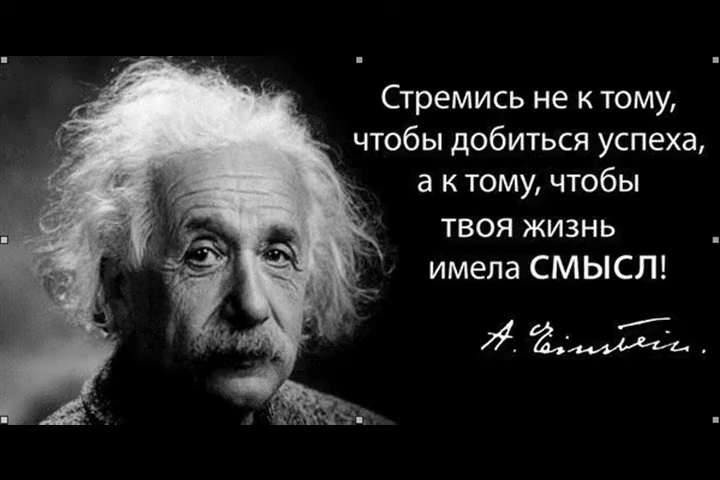 Стремись не к тому,
чтобы добиться успеха,
а к тому, чтобы
твоя жизнь
имела СМЫСЛ!
A. Einstein.